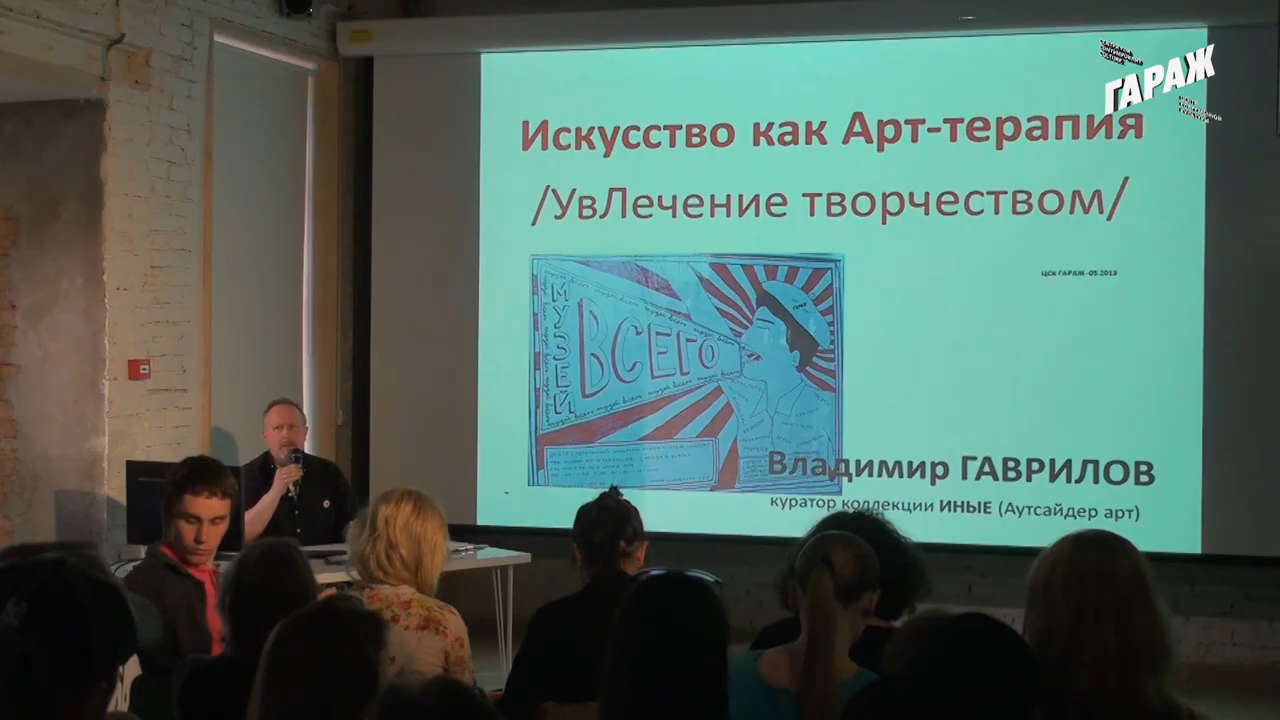 ГАРАЖ
Искусство как Арт-терапия
/УвЛечение творчеством/
ЦСК ГАРАЖ -05.2013
МУЗЕЙ
ВСЕГО
Владимир ГАВРИЛОВ
куратор коллекции ИНЫЕ (Аутсайдер арт)